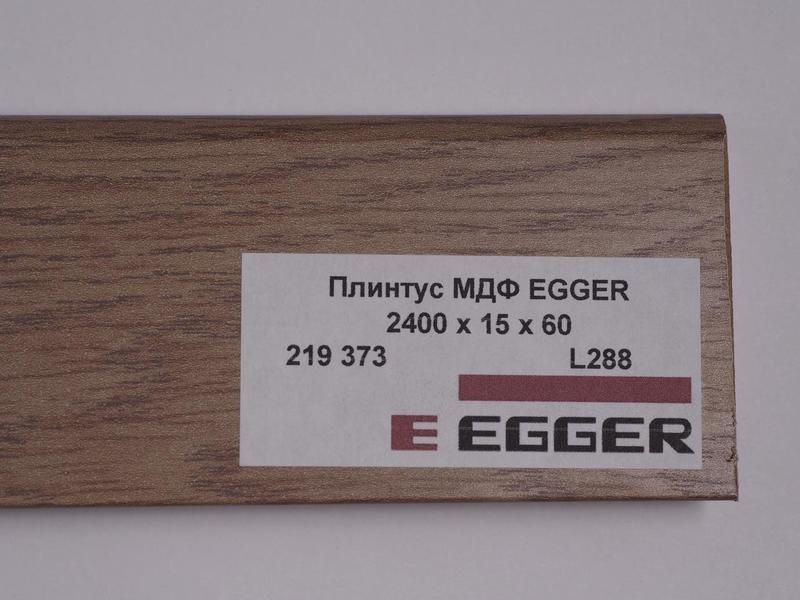 Плинтус МДФ EGGER
2400 x 15 x 60
219 373 L288
E EGGER